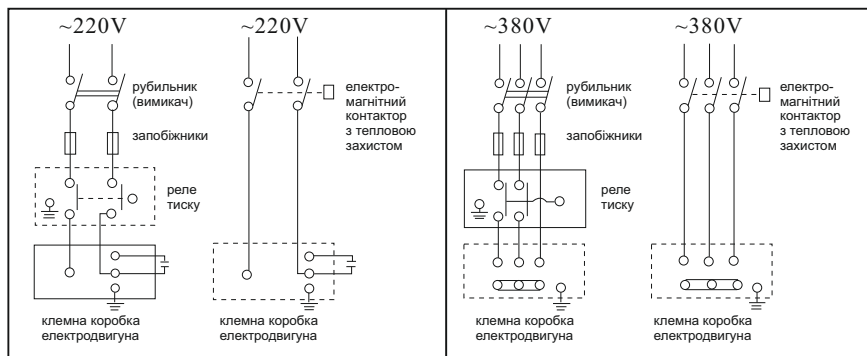 ~220V
~220V
рубильник
(вимикач)
електро-
магнітний
контактор
з тепловою
захистом
запобіжники
реле
тиску
клемна коробка
електродвигуна
клемна коробка
електродвигуна
~380V
~380V
рубильник
(вимикач)
електро-
магнітний
контактор
з тепловою
захистом
запобіжники
реле
тиску
клемна коробка
електродвигуна
клемна коробка
електродвигуна